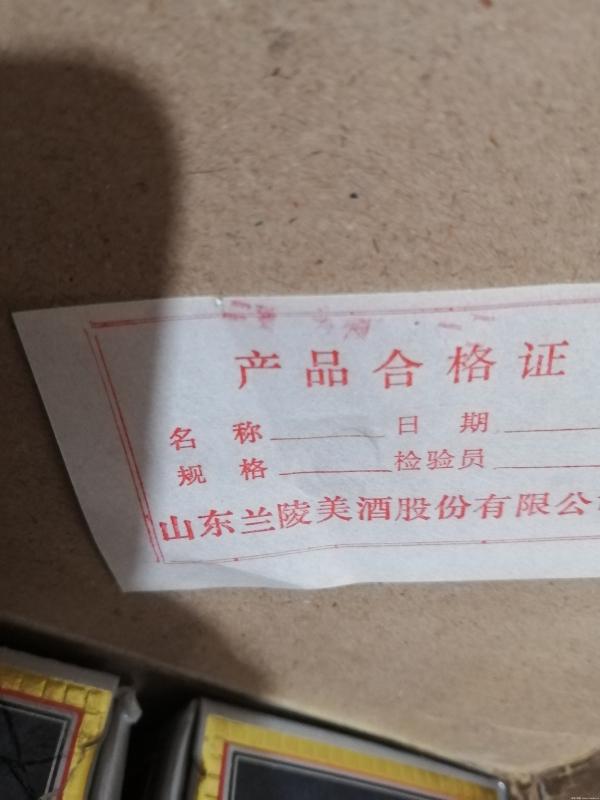 产品合格证
名称 日期
规格 检验员
山东兰陵美酒股份有限公